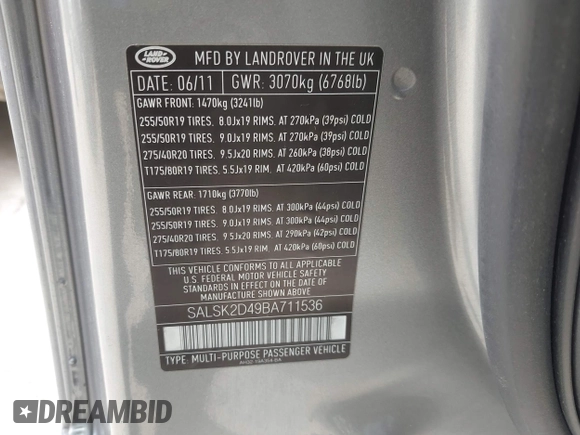 LAND
ROVER
MFD BY LANDROVER IN THE UK
DATE: 06/11 GWR: 3070kg (6768lb)
GAWR FRONT: 1470kg (3241lb)
255/50R19 TIRES. 8.0Jx19 RIMS. AT 270kPa (39psi) COLD
255/50R19 TIRES. 9.0Jx19 RIMS. AT 270kPa (39psi) COLD
275/40R20 TIRES. 9.5Jx20 RIMS. AT 260kPa (38psi) COLD
T175/80R19 TIRES. 5.5Jx19 RIM. AT 420kPa (60psi) COLD
GAWR REAR: 1710kg (3770lb)
255/50R19 TIRES. 8.0Jx19 RIMS. AT 300kPa (44psi) COLD
255/50R19 TIRES. 9.0Jx19 RIMS. AT 300kPa (44psi) COLD
275/40R20 TIRES. 9.5Jx20 RIMS. AT 290kPa (42psi) COLD
T175/80R19 TIRES. 5.5Jx19 RIM. AT 420kPa (60psi) COLD
THIS VEHICLE CONFORMS TO ALL APPLICABLE
U.S. FEDERAL MOTOR VEHICLE SAFETY
STANDARDS IN EFFECT ON THE DATE OF
MANUFACTURE SHOWN ABOVE.
SALSK2D49BA711536
TYPE: MULTI-PURPOSE PASSENGER VEHICLE
DREAMBID